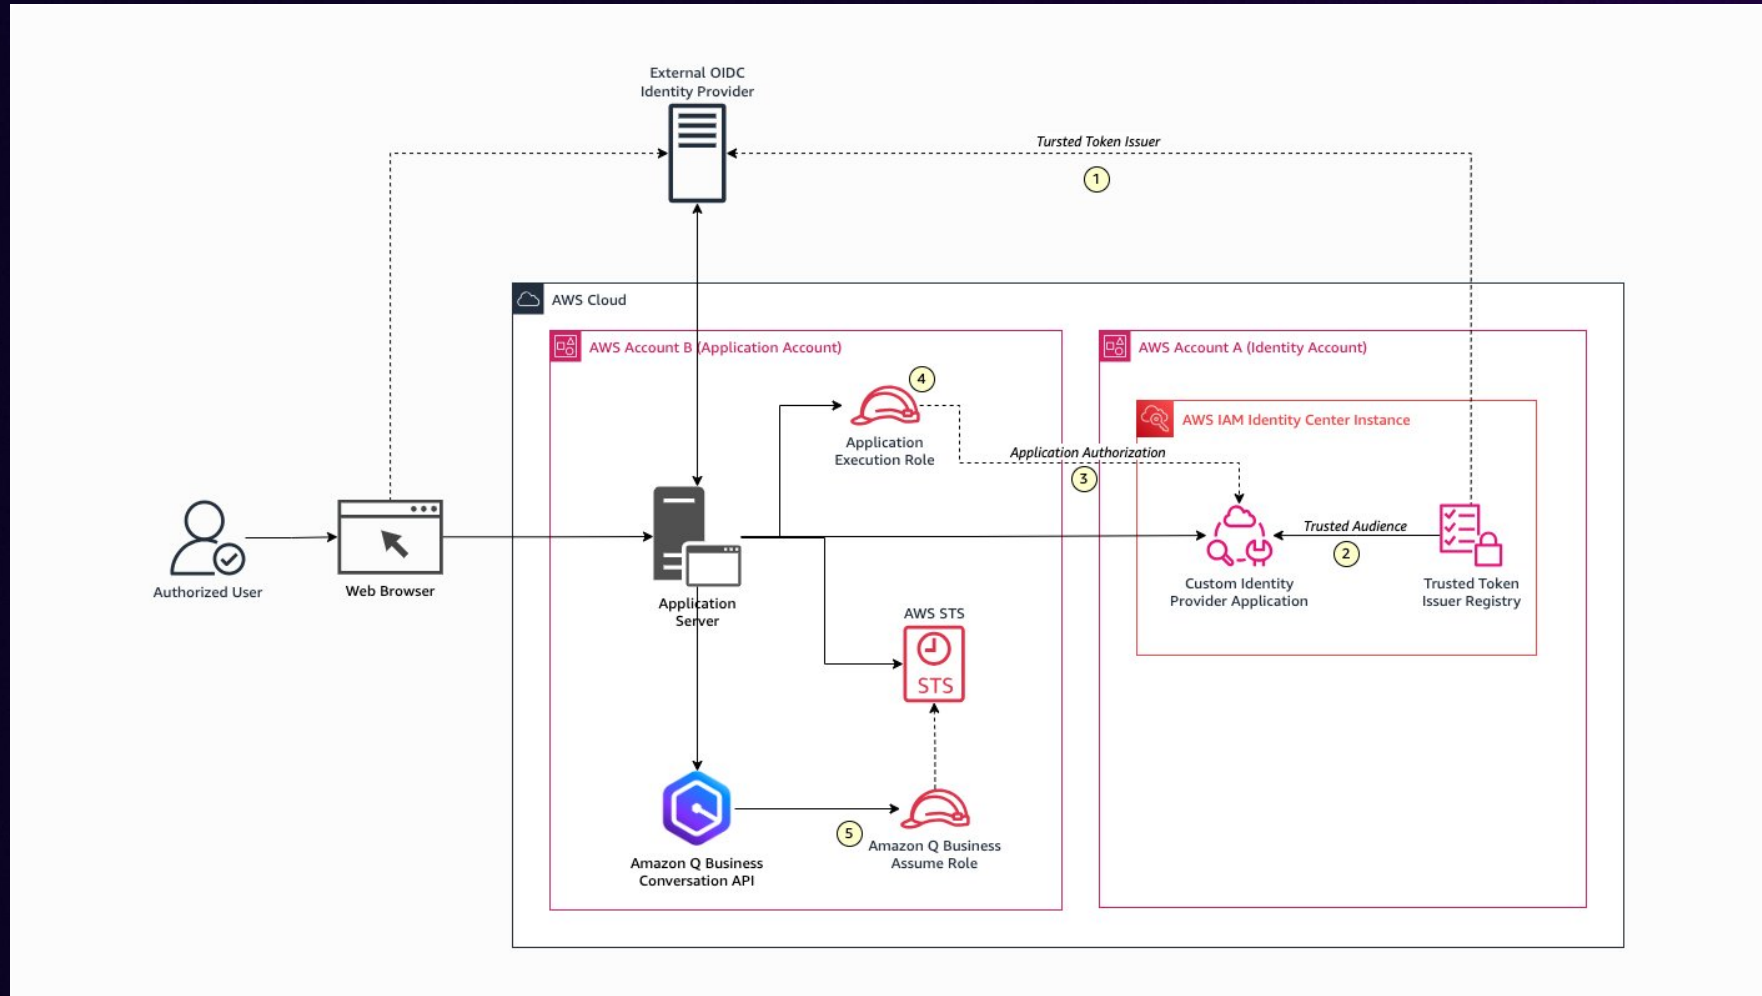 External OIDC
Identity Provider
Tursted Token Issuer
1
AWS Cloud
AWS Account B (Application Account)
AWS Account A (Identity Account)
4
AWS IAM Identity Center Instance
Application
Execution Role
Application Authorization
3
Trusted Audience
2
Authorized User
Web Browser
Application
Server
Custom Identity
Provider Application
Trusted Token
Issuer Registry
AWS STS
STS
5
Amazon Q Business
Assume Role
Amazon Q Business
Conversation API